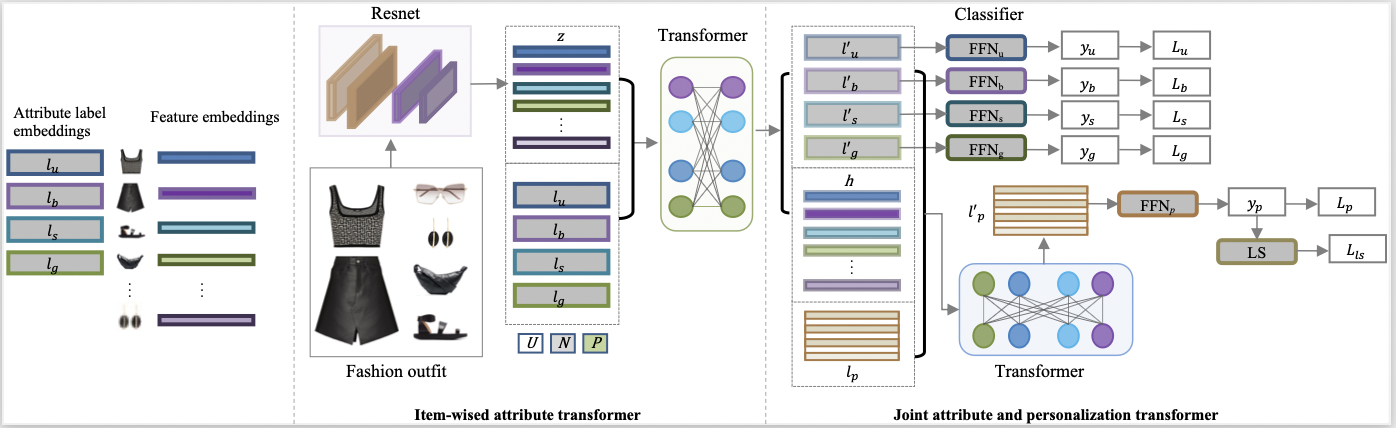 Attribute label
embeddings
Feature embeddings
l_u
l_b
l_s
l_g
Resnet
Fashion outfit
z
l_u
l_b
l_s
l_g
U N P
Transformer
Item-wised attribute transformer
Classifier
l'_u FFN_u y_u L_u
l'_b FFN_b y_b L_b
l'_s FFN_s y_s L_s
l'_g FFN_g y_g L_g
h
l_p
l'_p FFN_p y_p L_p
LS L_ls
Transformer
Joint attribute and personalization transformer